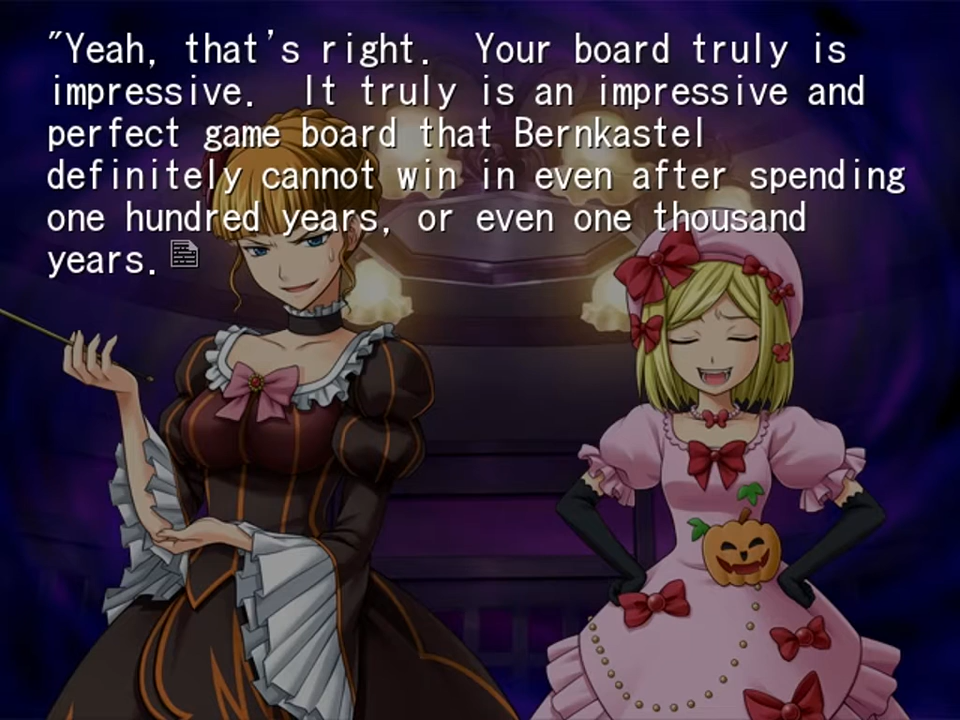 "Yeah, that's right.  Your board truly is
impressive.  It truly is an impressive and
perfect game board that Bernkastel
definitely cannot win in even after spending
one hundred years, or even one thousand
years.